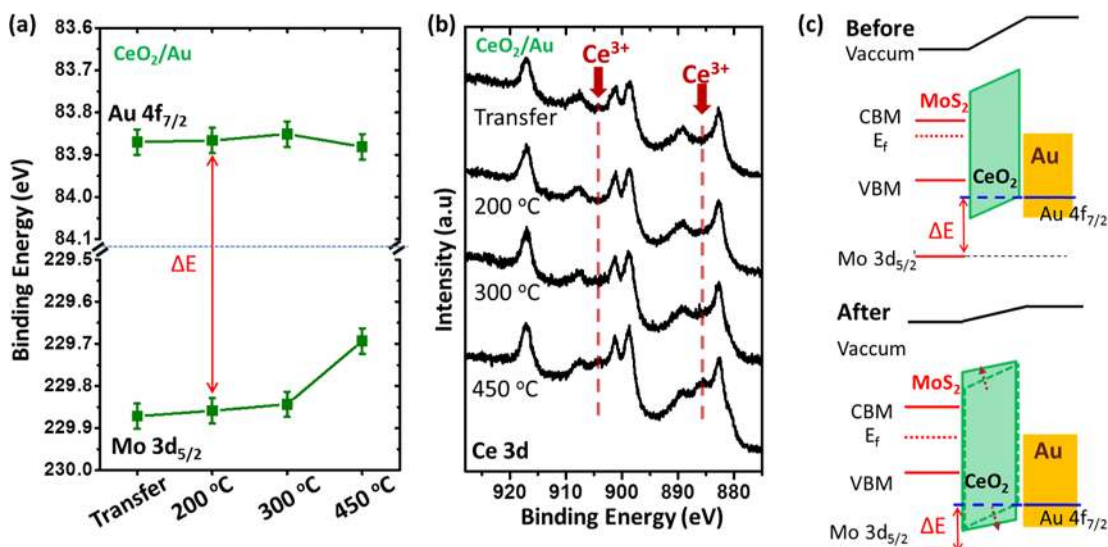 (a)
83.6
83.7
83.8
83.9
84.0
84.1
229.5
229.6
229.7
229.8
229.9
230.0
Binding Energy (eV)
CeO₂/Au
Au 4f₇/₂
ΔE
Mo 3d₅/₂
Transfer
200 °C
300 °C
450 °C
(b)
CeO₂/Au
Ce³⁺
Ce³⁺
Transfer
200 °C
300 °C
450 °C
Ce 3d
Intensity (a.u)
920 910 900 890 880
Binding Energy (eV)
(c)
Before
Vaccum
MoS₂
CBM
E_f
VBM
CeO₂
Au
Au 4f₇/₂
ΔE
Mo 3d₅/₂
After
Vaccum
MoS₂
CBM
E_f
VBM
CeO₂
Au
Au 4f₇/₂
ΔE
Mo 3d₅/₂